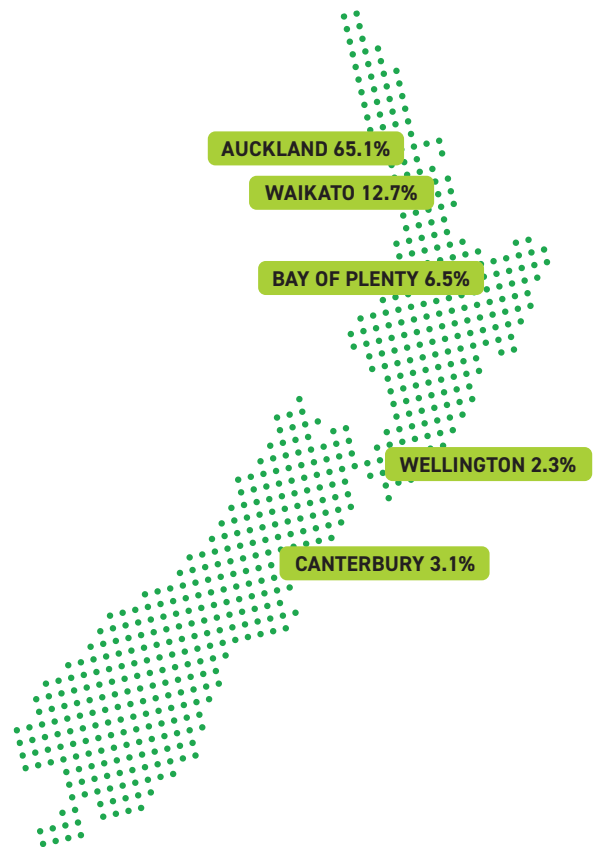 AUCKLAND 65.1%
WAIKATO 12.7%
BAY OF PLENTY 6.5%
WELLINGTON 2.3%
CANTERBURY 3.1%